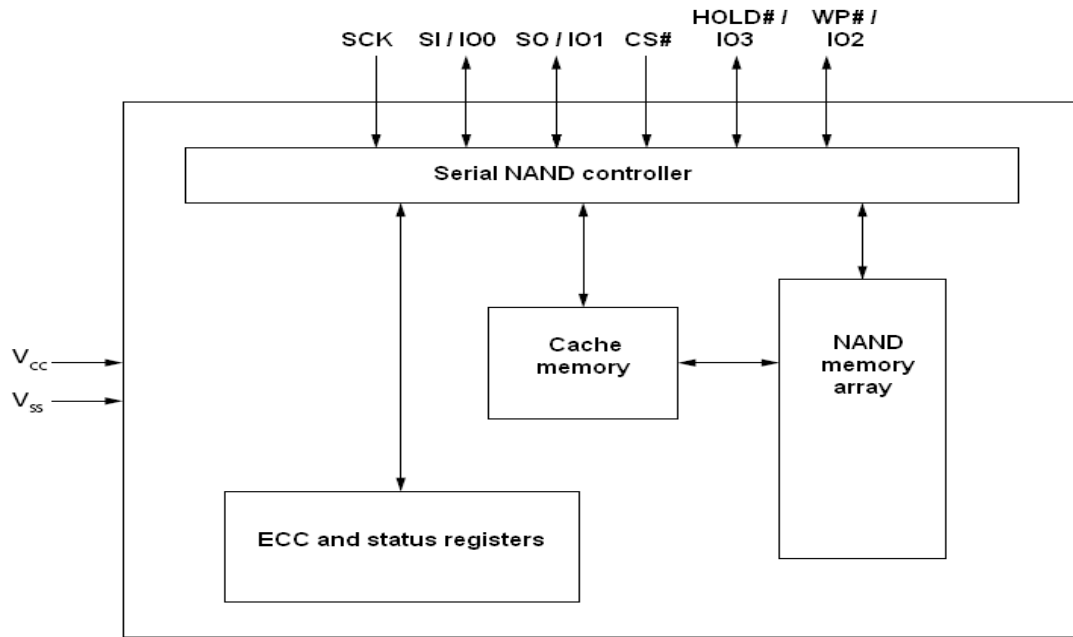 HOLD# / WP# /
SCK SI / IO0 SO / IO1 CS# IO3 IO2
Serial NAND controller
Cache
memory
NAND
memory
array
Vcc
Vss
ECC and status registers